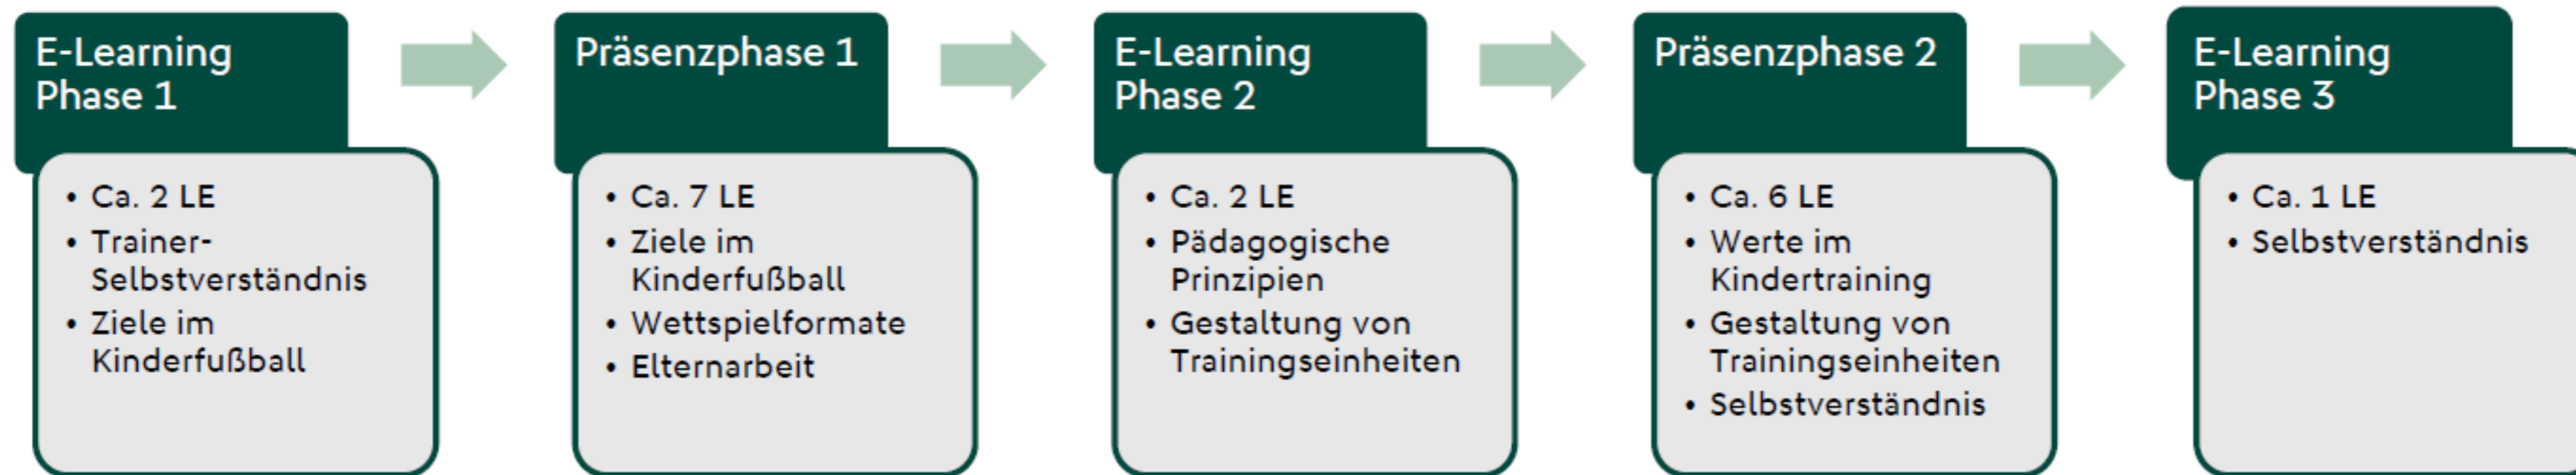 E-Learning
Phase 1
• Ca. 2 LE
• Trainer-
Selbstverständnis
• Ziele im
Kinderfußball
Präsenzphase 1
• Ca. 7 LE
• Ziele im
Kinderfußball
• Wettspielformate
• Elternarbeit
E-Learning
Phase 2
• Ca. 2 LE
• Pädagogische
Prinzipien
• Gestaltung von
Trainingseinheiten
Präsenzphase 2
• Ca. 6 LE
• Werte im
Kindertraining
• Gestaltung von
Trainingseinheiten
• Selbstverständnis
E-Learning
Phase 3
• Ca. 1 LE
• Selbstverständnis